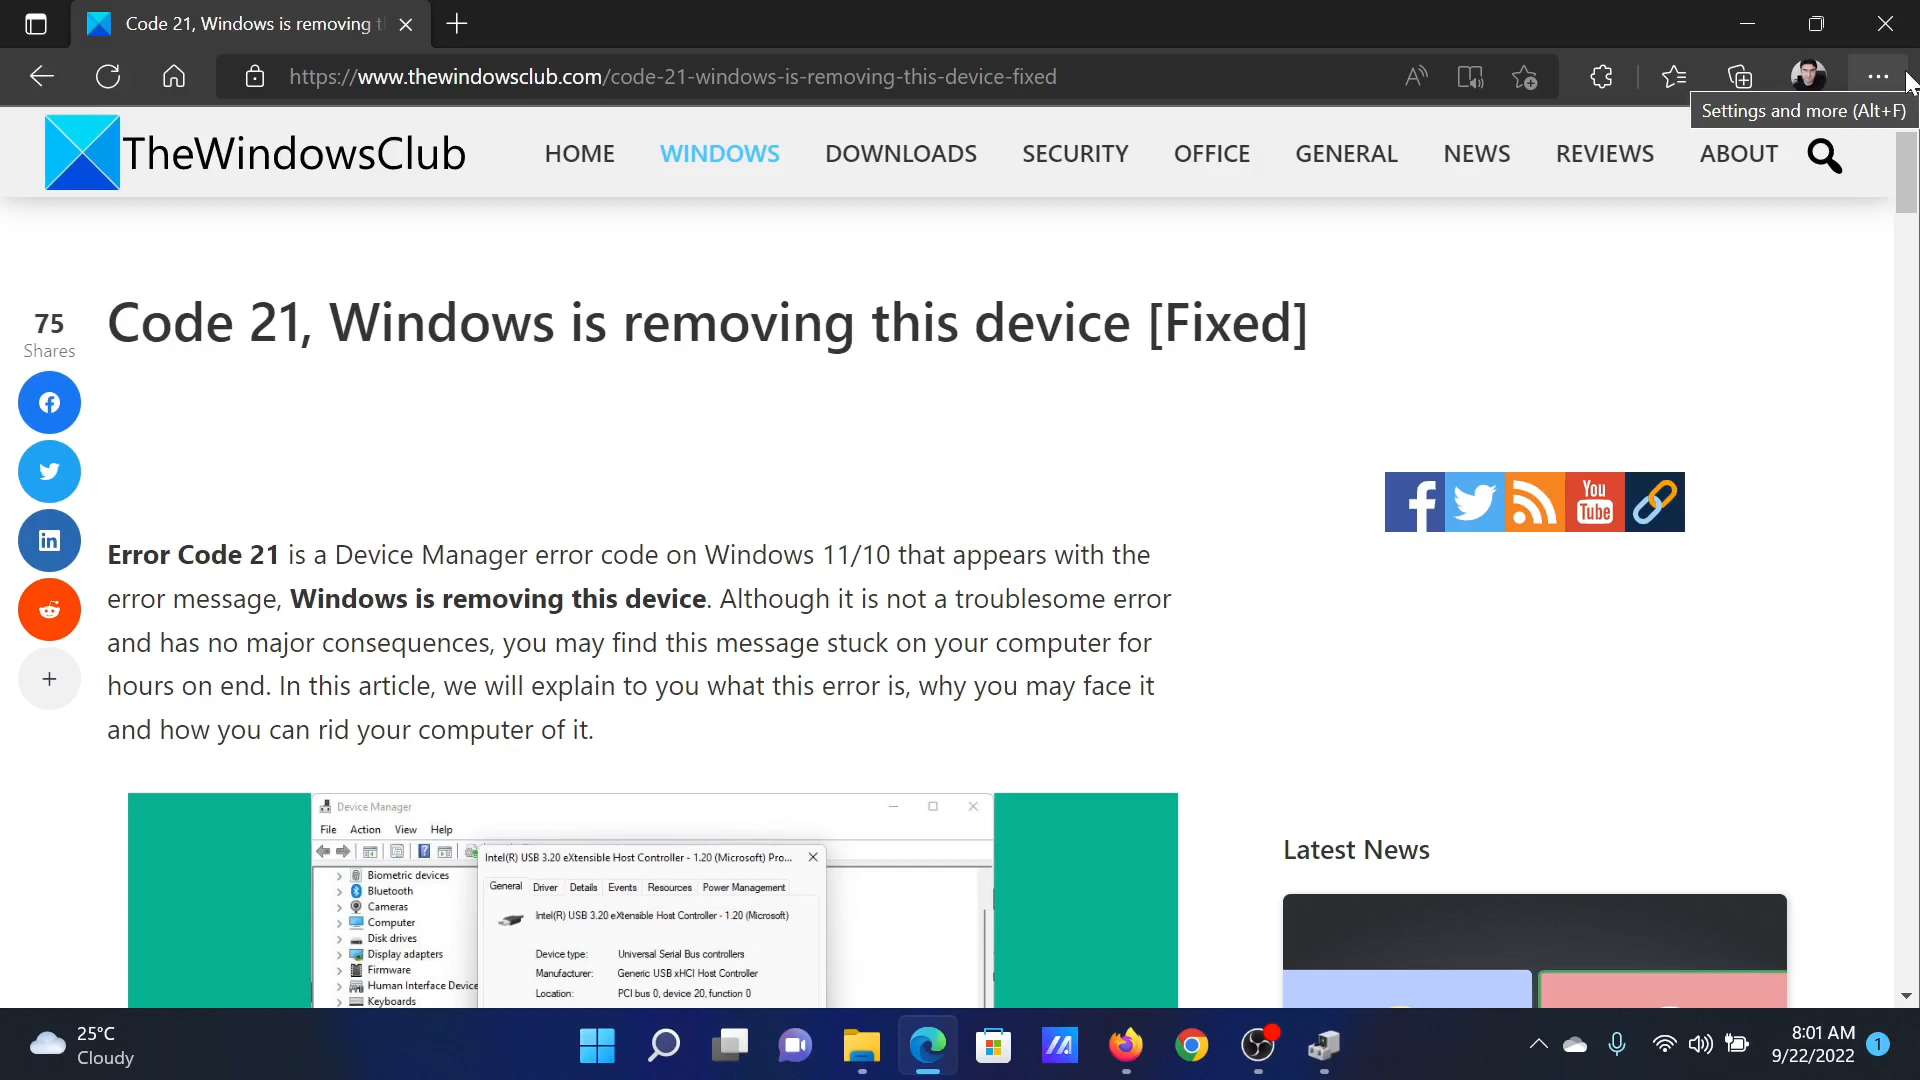 Code 21, Windows is removing t
https://www.thewindowsclub.com/code-21-windows-is-removing-this-device-fixed
Settings and more (Alt+F)
TheWindowsClub
HOME
WINDOWS
DOWNLOADS
SECURITY
OFFICE
GENERAL
NEWS
REVIEWS
ABOUT
Code 21, Windows is removing this device [Fixed]
75
Shares
Error Code 21 is a Device Manager error code on Windows 11/10 that appears with the
error message, Windows is removing this device. Although it is not a troublesome error
and has no major consequences, you may find this message stuck on your computer for
hours on end. In this article, we will explain to you what this error is, why you may face it
and how you can rid your computer of it.
You
Tube
Device Manager
File Action View Help
Intel(R) USB 3.20 eXtensible Host Controller - 1.20 (Microsoft) Pro...
General Driver Details Events Resources Power Management
Intel(R) USB 3.20 eXtensible Host Controller - 1.20 (Microsoft)
Device type: Universal Serial Bus controllers
Manufacturer: Generic USB xHCI Host Controller
Location: PCI bus 0, device 20, function 0
Biometric devices
Bluetooth
Cameras
Computer
Disk drives
Display adapters
Firmware
Human Interface Device
Keyboards
Latest News
25°C
Cloudy
8:01 AM
9/22/2022
1